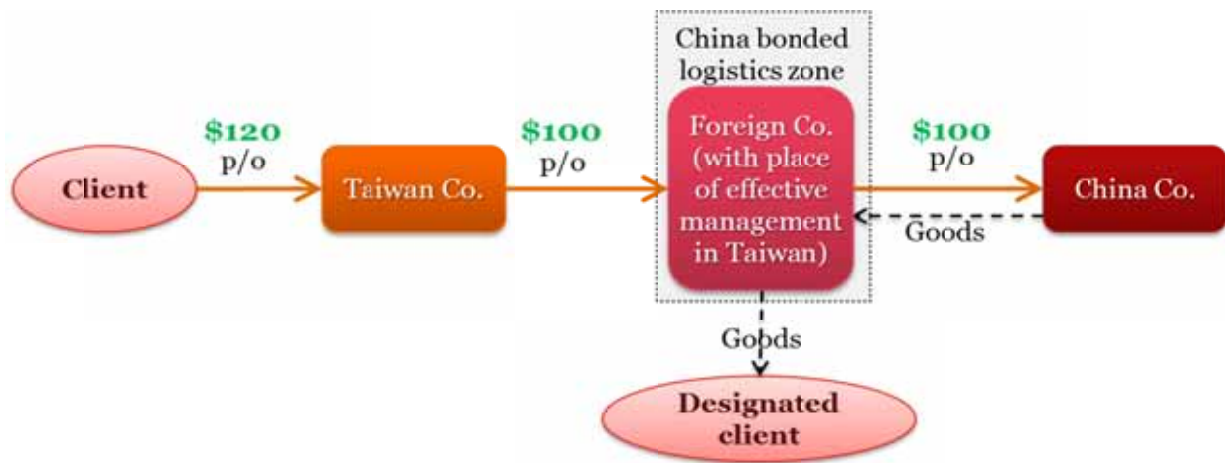 China bonded
logistics zone
$120
p/o
$100
p/o
$100
p/o
Client
Taiwan Co.
Foreign Co.
(with place
of effective
management
in Taiwan)
China Co.
Goods
Goods
Designated
client